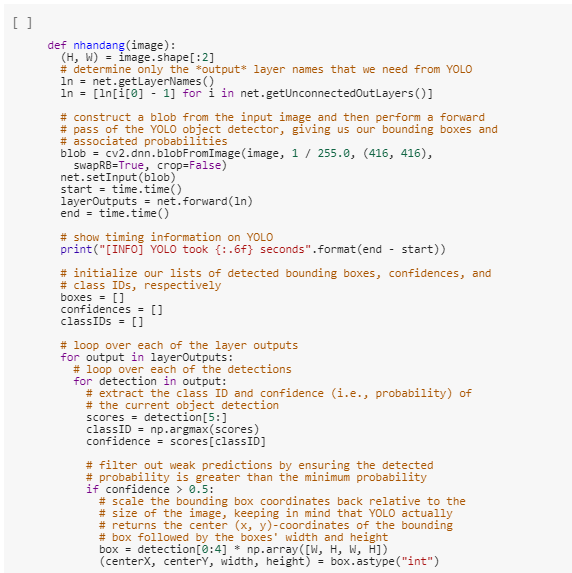 [ ]
def nhandang(image):
(H, W) = image.shape[:2]
# determine only the *output* layer names that we need from YOLO
ln = net.getLayerNames()
ln = [ln[i[0] - 1] for i in net.getUnconnectedOutLayers()]
# construct a blob from the input image and then perform a forward
# pass of the YOLO object detector, giving us our bounding boxes and
# associated probabilities
blob = cv2.dnn.blobFromImage(image, 1 / 255.0, (416, 416),
swapRB=True, crop=False)
net.setInput(blob)
start = time.time()
layerOutputs = net.forward(ln)
end = time.time()
# show timing information on YOLO
print("[INFO] YOLO took {:.6f} seconds".format(end - start))
# initialize our lists of detected bounding boxes, confidences, and
# class IDs, respectively
boxes = []
confidences = []
classIDs = []
# loop over each of the layer outputs
for output in layerOutputs:
# loop over each of the detections
for detection in output:
# extract the class ID and confidence (i.e., probability) of
# the current object detection
scores = detection[5:]
classID = np.argmax(scores)
confidence = scores[classID]
# filter out weak predictions by ensuring the detected
# probability is greater than the minimum probability
if confidence > 0.5:
# scale the bounding box coordinates back relative to the
# size of the image, keeping in mind that YOLO actually
# returns the center (x, y)-coordinates of the bounding
# box followed by the boxes' width and height
box = detection[0:4] * np.array([W, H, W, H])
(centerX, centerY, width, height) = box.astype("int")